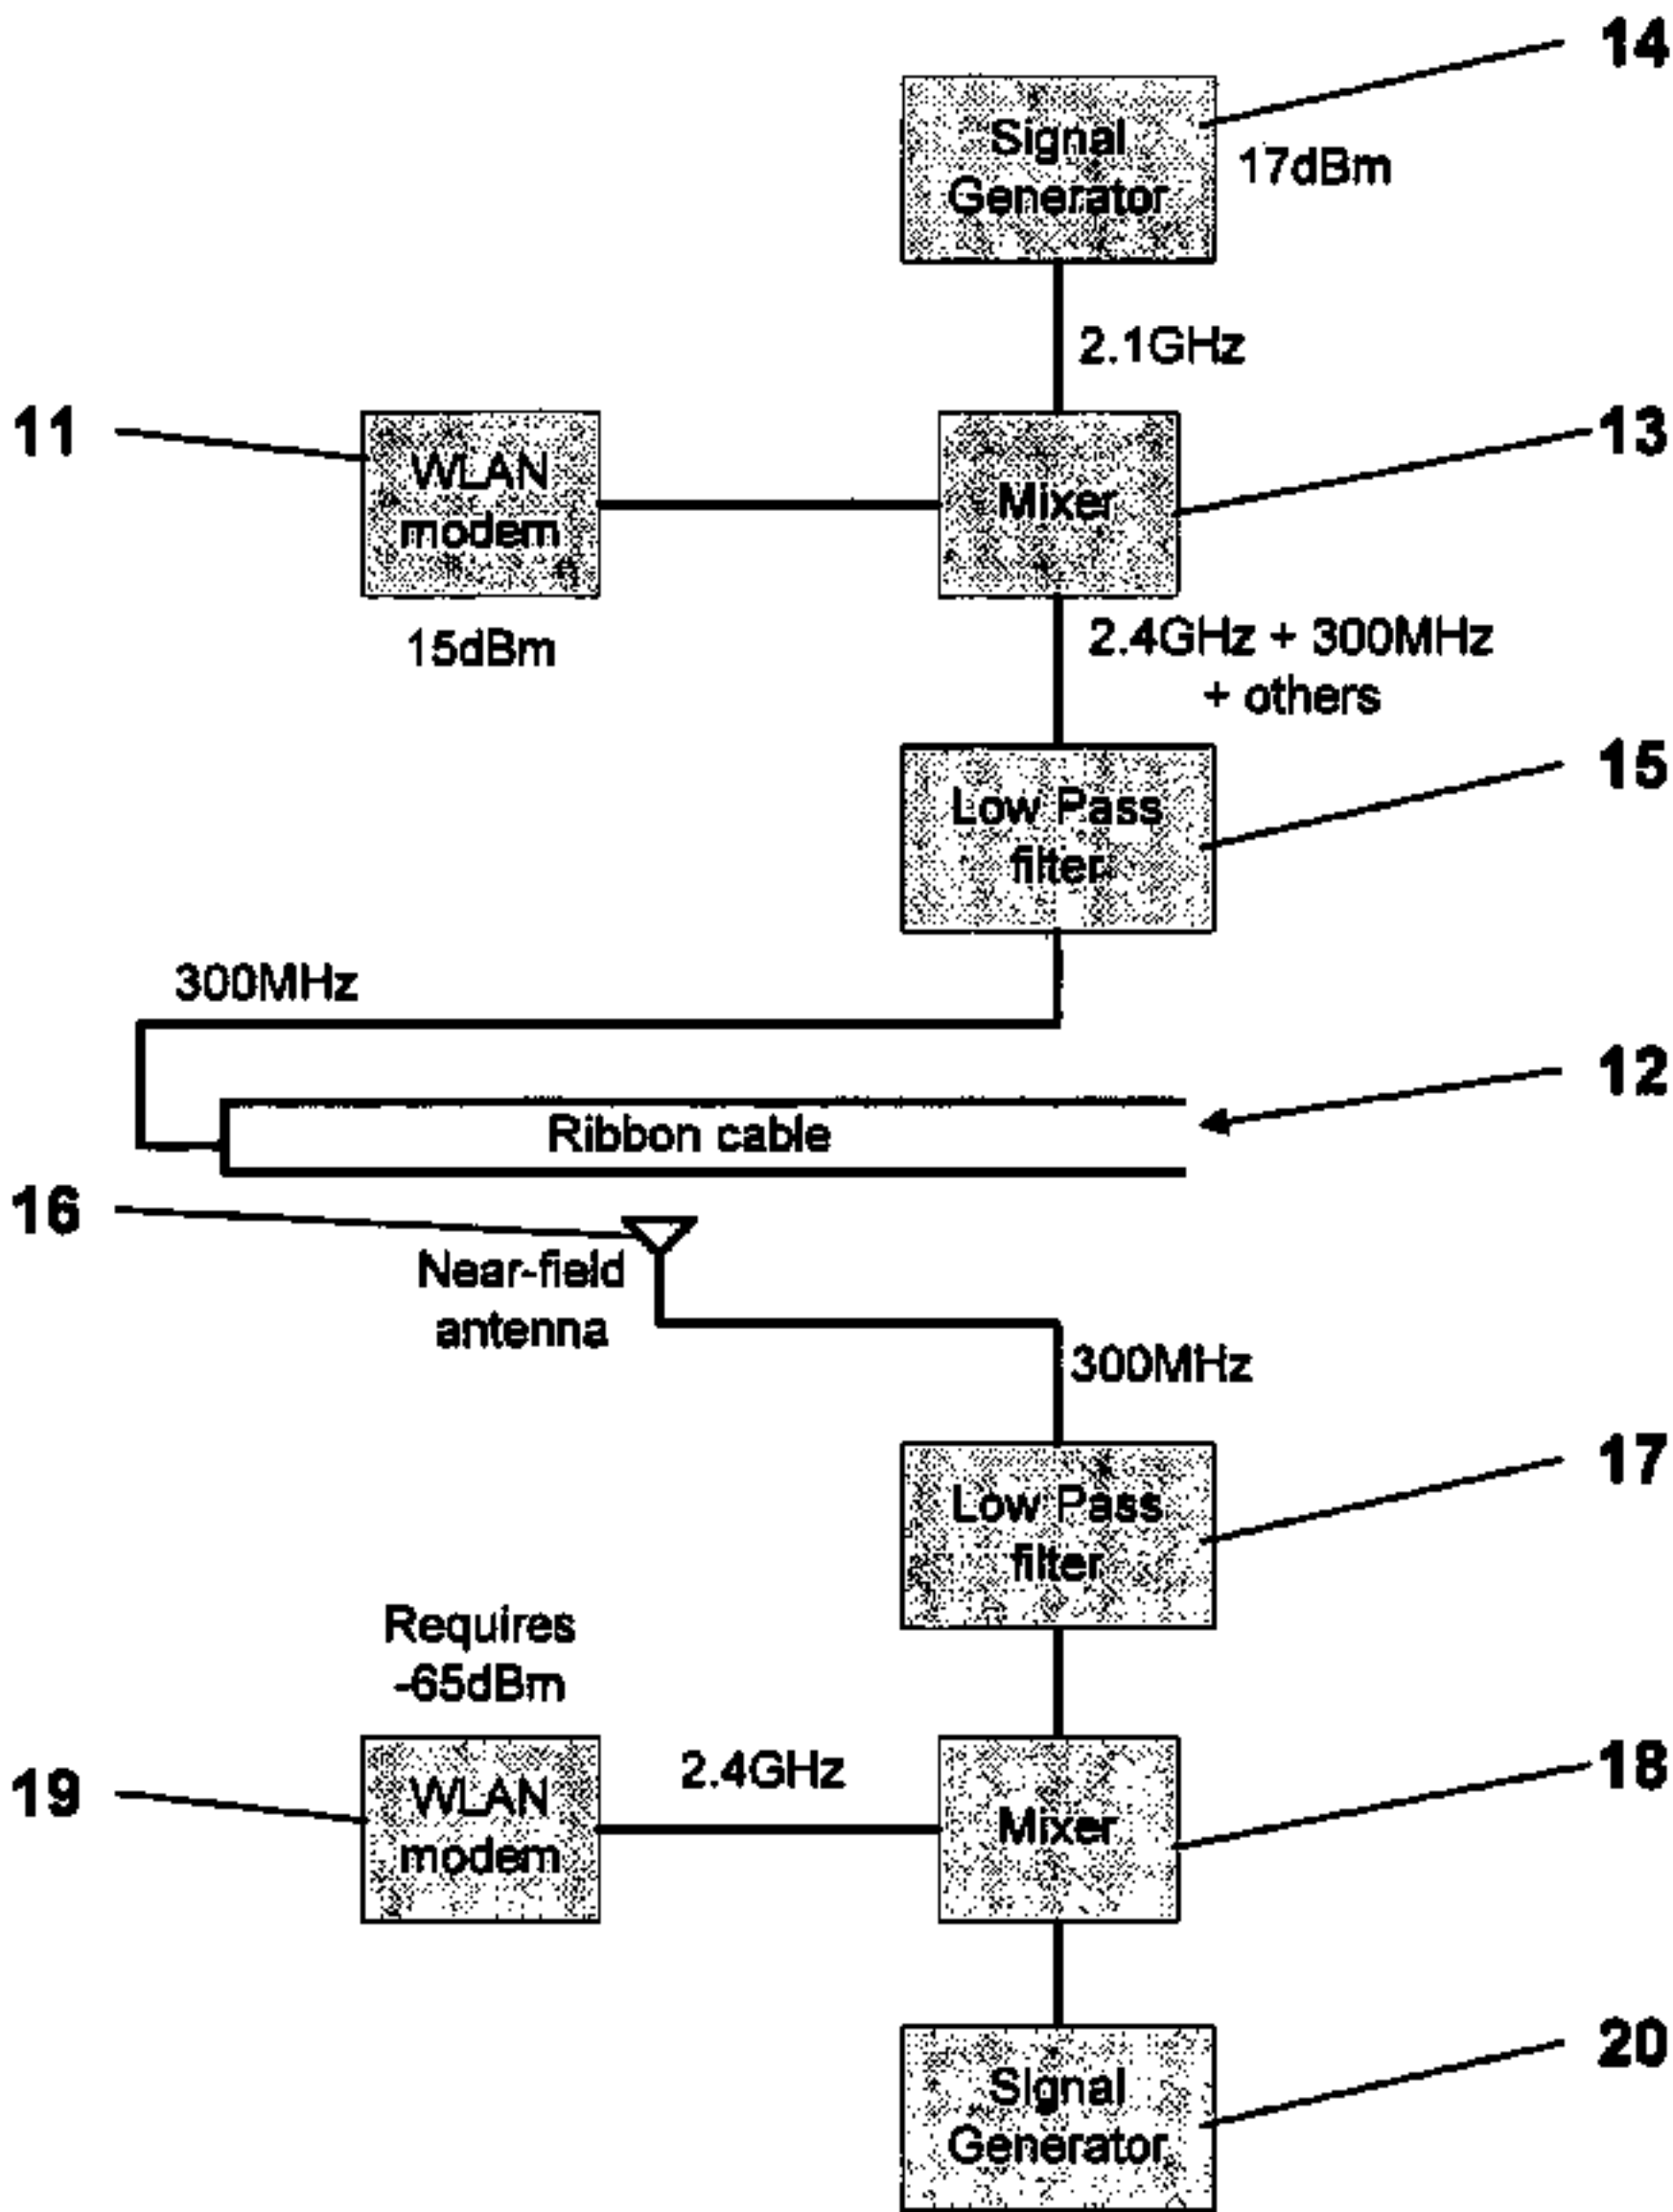 14
Signal
Generator
17dBm
2.1GHz
11
WLAN
modem
15dBm
Mixer
13
2.4GHz + 300MHz
+ others
Low Pass
filter
15
300MHz
12
Ribbon cable
16
Near-field
antenna
300MHz
Low Pass
filter
17
Requires
-65dBm
19
WLAN
modem
2.4GHz
Mixer
18
Signal
Generator
20